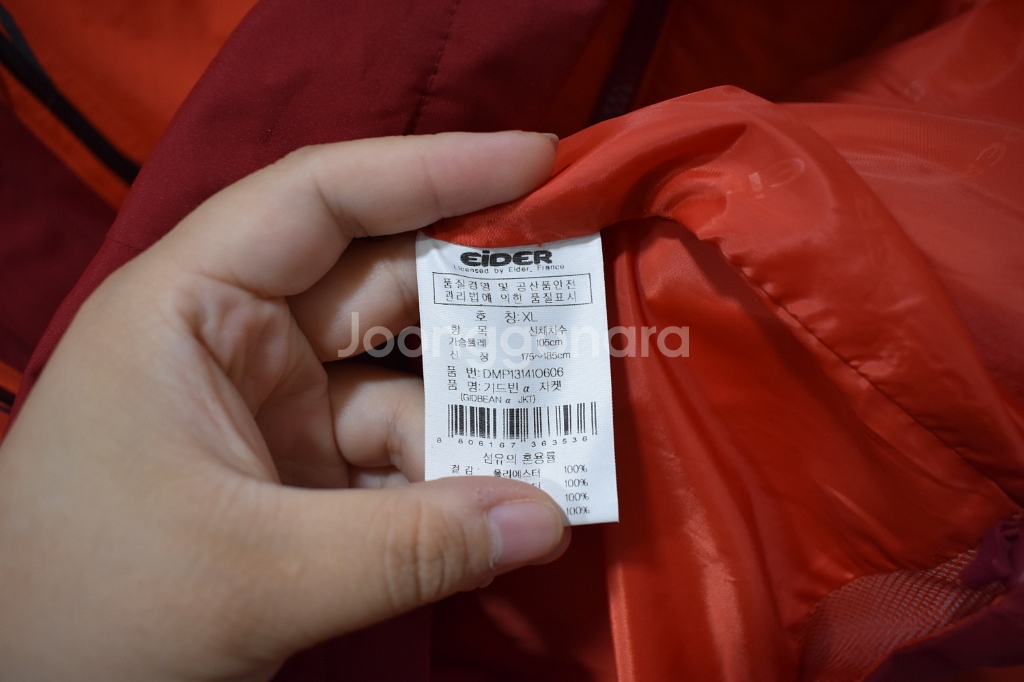 EiDER
Licensed by Eider, France
품질경영 및 공산품안전
관리법에 의한 품질표시
호 칭: XL
항 목 신체치수
가슴둘레 105cm
신 장 175~185cm
품 번: DMP13141O606
품 명: 기드빈 α 자켓
(GIDBEAN α JKT)
8 806167 363536
섬유의 혼용률
겉감: 폴리에스터 100%
100%
100%
100%
Joonggonara